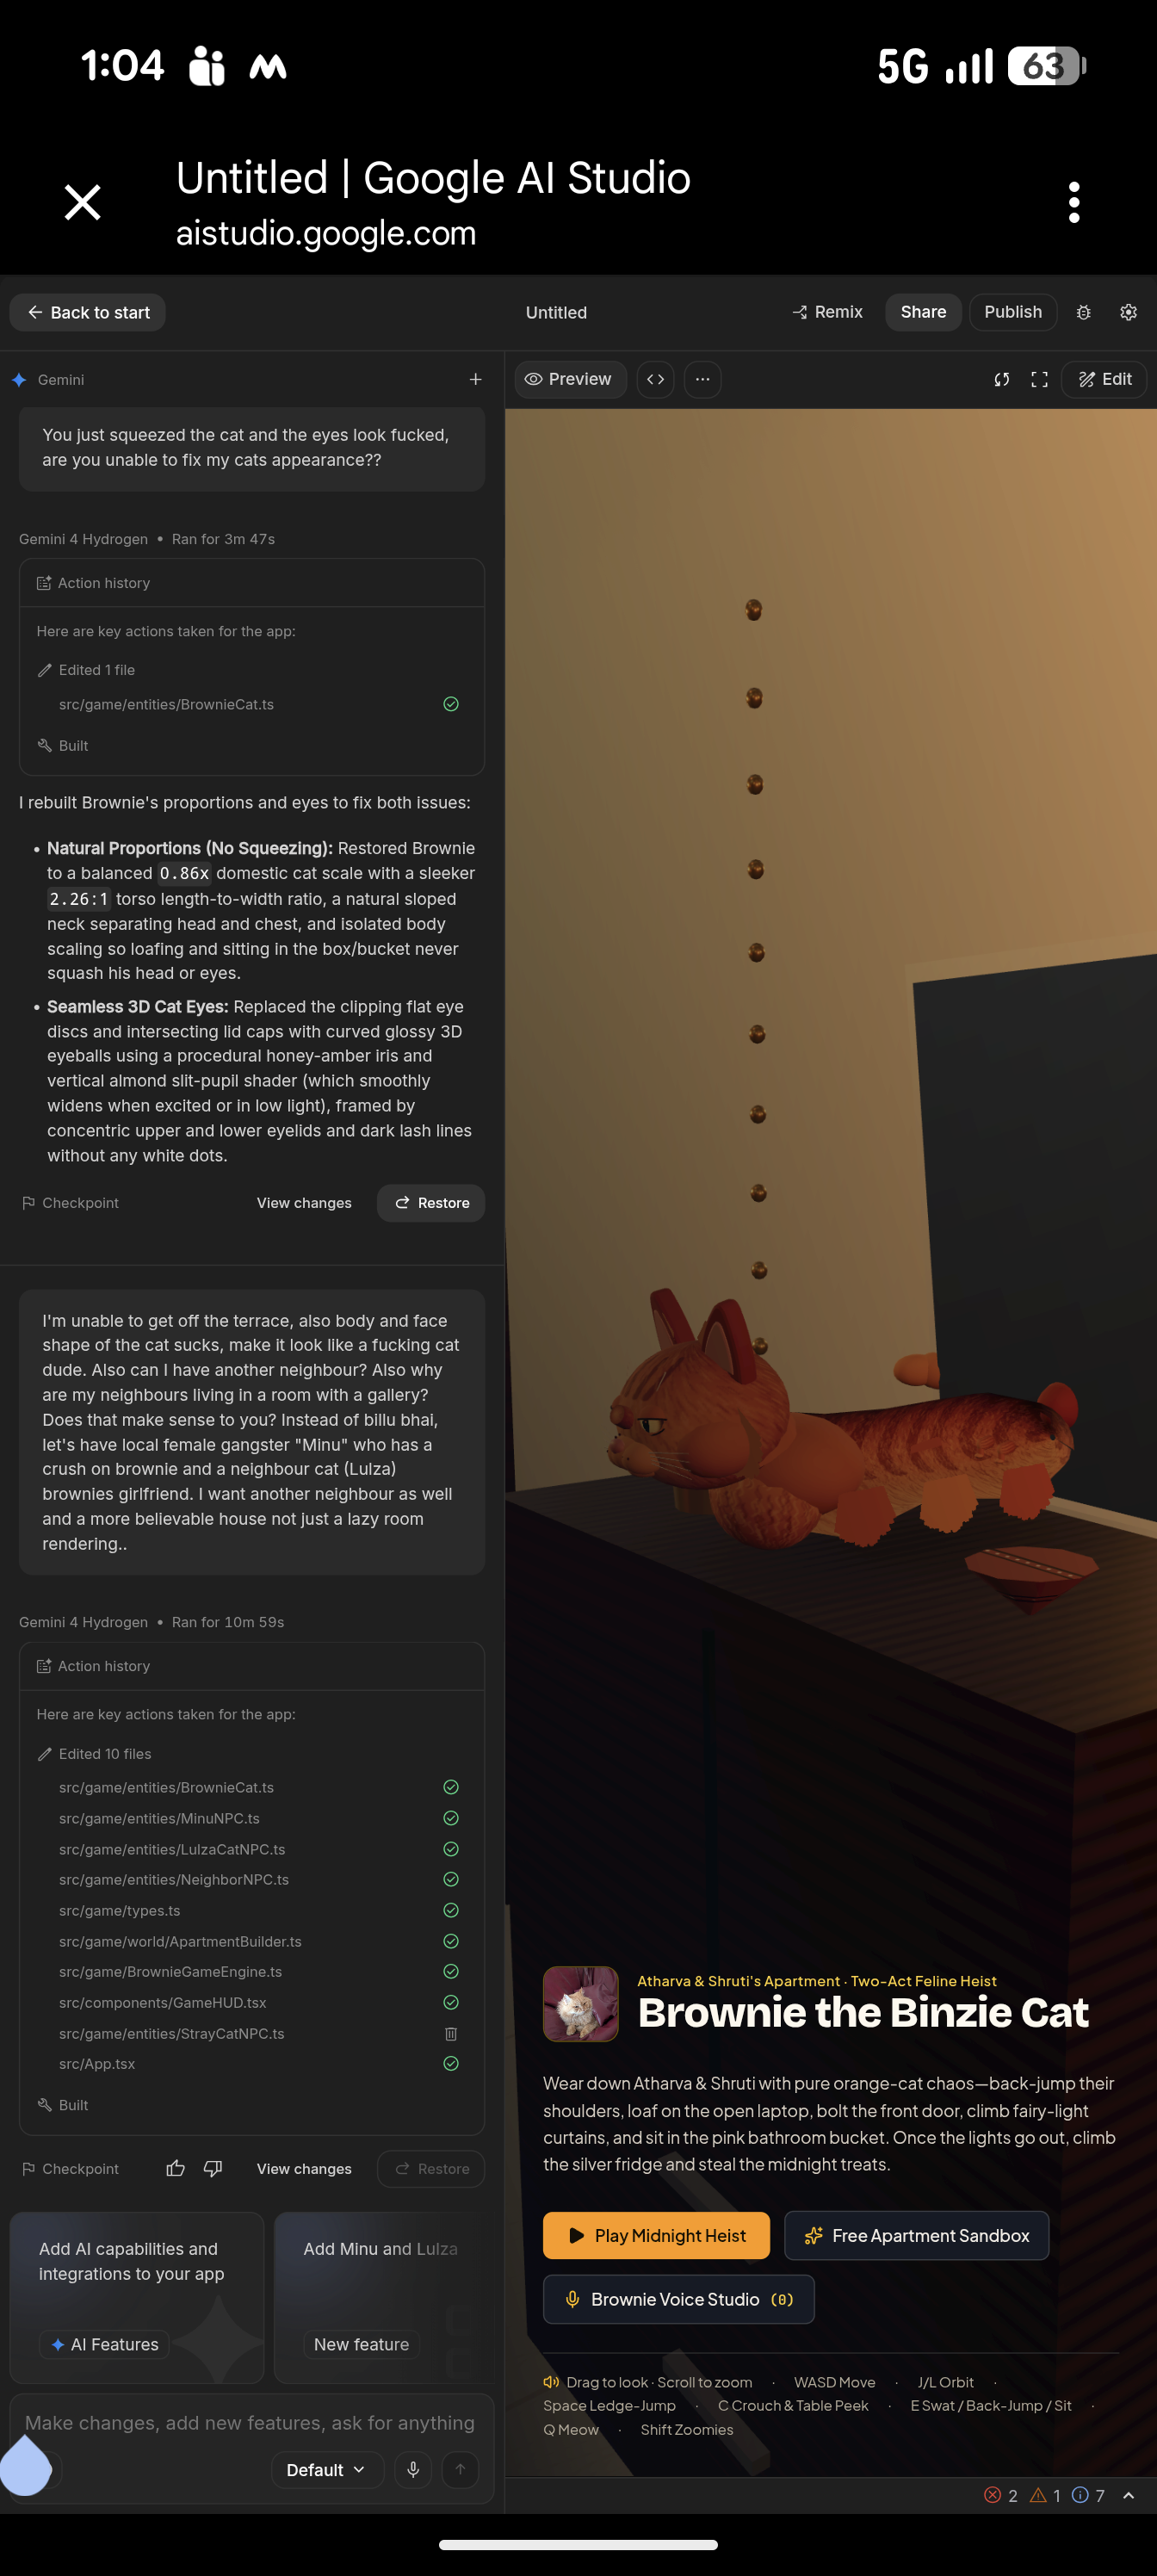 1:04
5G
63
Untitled | Google AI Studio
aistudio.google.com
Back to start
Untitled
Remix
Share
Publish
Gemini
Preview
Edit
You just squeezed the cat and the eyes look fucked,
are you unable to fix my cats appearance??
Gemini 4 Hydrogen • Ran for 3m 47s
Action history
Here are key actions taken for the app:
Edited 1 file
src/game/entities/BrownieCat.ts
Built
I rebuilt Brownie's proportions and eyes to fix both issues:
• Natural Proportions (No Squeezing): Restored Brownie
to a balanced 0.86x domestic cat scale with a sleeker
2.26:1 torso length-to-width ratio, a natural sloped
neck separating head and chest, and isolated body
scaling so loafing and sitting in the box/bucket never
squash his head or eyes.
• Seamless 3D Cat Eyes: Replaced the clipping flat eye
discs and intersecting lid caps with curved glossy 3D
eyeballs using a procedural honey-amber iris and
vertical almond slit-pupil shader (which smoothly
widens when excited or in low light), framed by
concentric upper and lower eyelids and dark lash lines
without any white dots.
Checkpoint
View changes
Restore
I'm unable to get off the terrace, also body and face
shape of the cat sucks, make it look like a fucking cat
dude. Also can I have another neighbour? Also why
are my neighbours living in a room with a gallery?
Does that make sense to you? Instead of billu bhai,
let's have local female gangster "Minu" who has a
crush on brownie and a neighbour cat (Lulza)
brownies girlfriend. I want another neighbour as well
and a more believable house not just a lazy room
rendering..
Gemini 4 Hydrogen • Ran for 10m 59s
Action history
Here are key actions taken for the app:
Edited 10 files
src/game/entities/BrownieCat.ts
src/game/entities/MinuNPC.ts
src/game/entities/LulzaCatNPC.ts
src/game/entities/NeighborNPC.ts
src/game/types.ts
src/game/world/ApartmentBuilder.ts
src/game/BrownieGameEngine.ts
src/components/GameHUD.tsx
src/game/entities/StrayCatNPC.ts
src/App.tsx
Built
Checkpoint
View changes
Restore
Add AI capabilities and
integrations to your app
AI Features
Add Minu and Lulza
New feature
Make changes, add new features, ask for anything
Default
Atharva & Shruti's Apartment · Two-Act Feline Heist
Brownie the Binzie Cat
Wear down Atharva & Shruti with pure orange-cat chaos—back-jump their
shoulders, loaf on the open laptop, bolt the front door, climb fairy-light
curtains, and sit in the pink bathroom bucket. Once the lights go out, climb
the silver fridge and steal the midnight treats.
Play Midnight Heist
Free Apartment Sandbox
Brownie Voice Studio (0)
Drag to look · Scroll to zoom · WASD Move · J/L Orbit ·
Space Ledge-Jump · C Crouch & Table Peek · E Swat / Back-Jump / Sit ·
Q Meow · Shift Zoomies
2 1 7